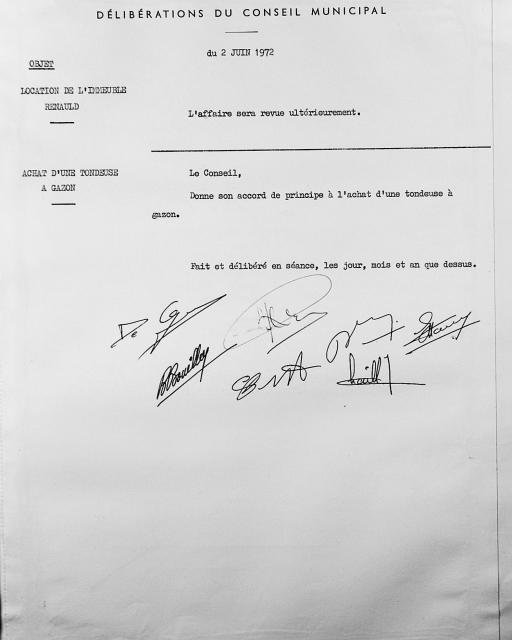 DÉLIBÉRATIONS DU CONSEIL MUNICIPAL
du 2 JUIN 1972
OBJET
LOCATION DE L'IMMEUBLE
RENAULD
L'affaire sera revue ultérieurement.
ACHAT D'UNE TONDEUSE
A GAZON
Le Conseil,
Donne son accord de principe à l'achat d'une tondeuse à
gazon.
Fait et délibéré en séance, les jour, mois et an que dessus.